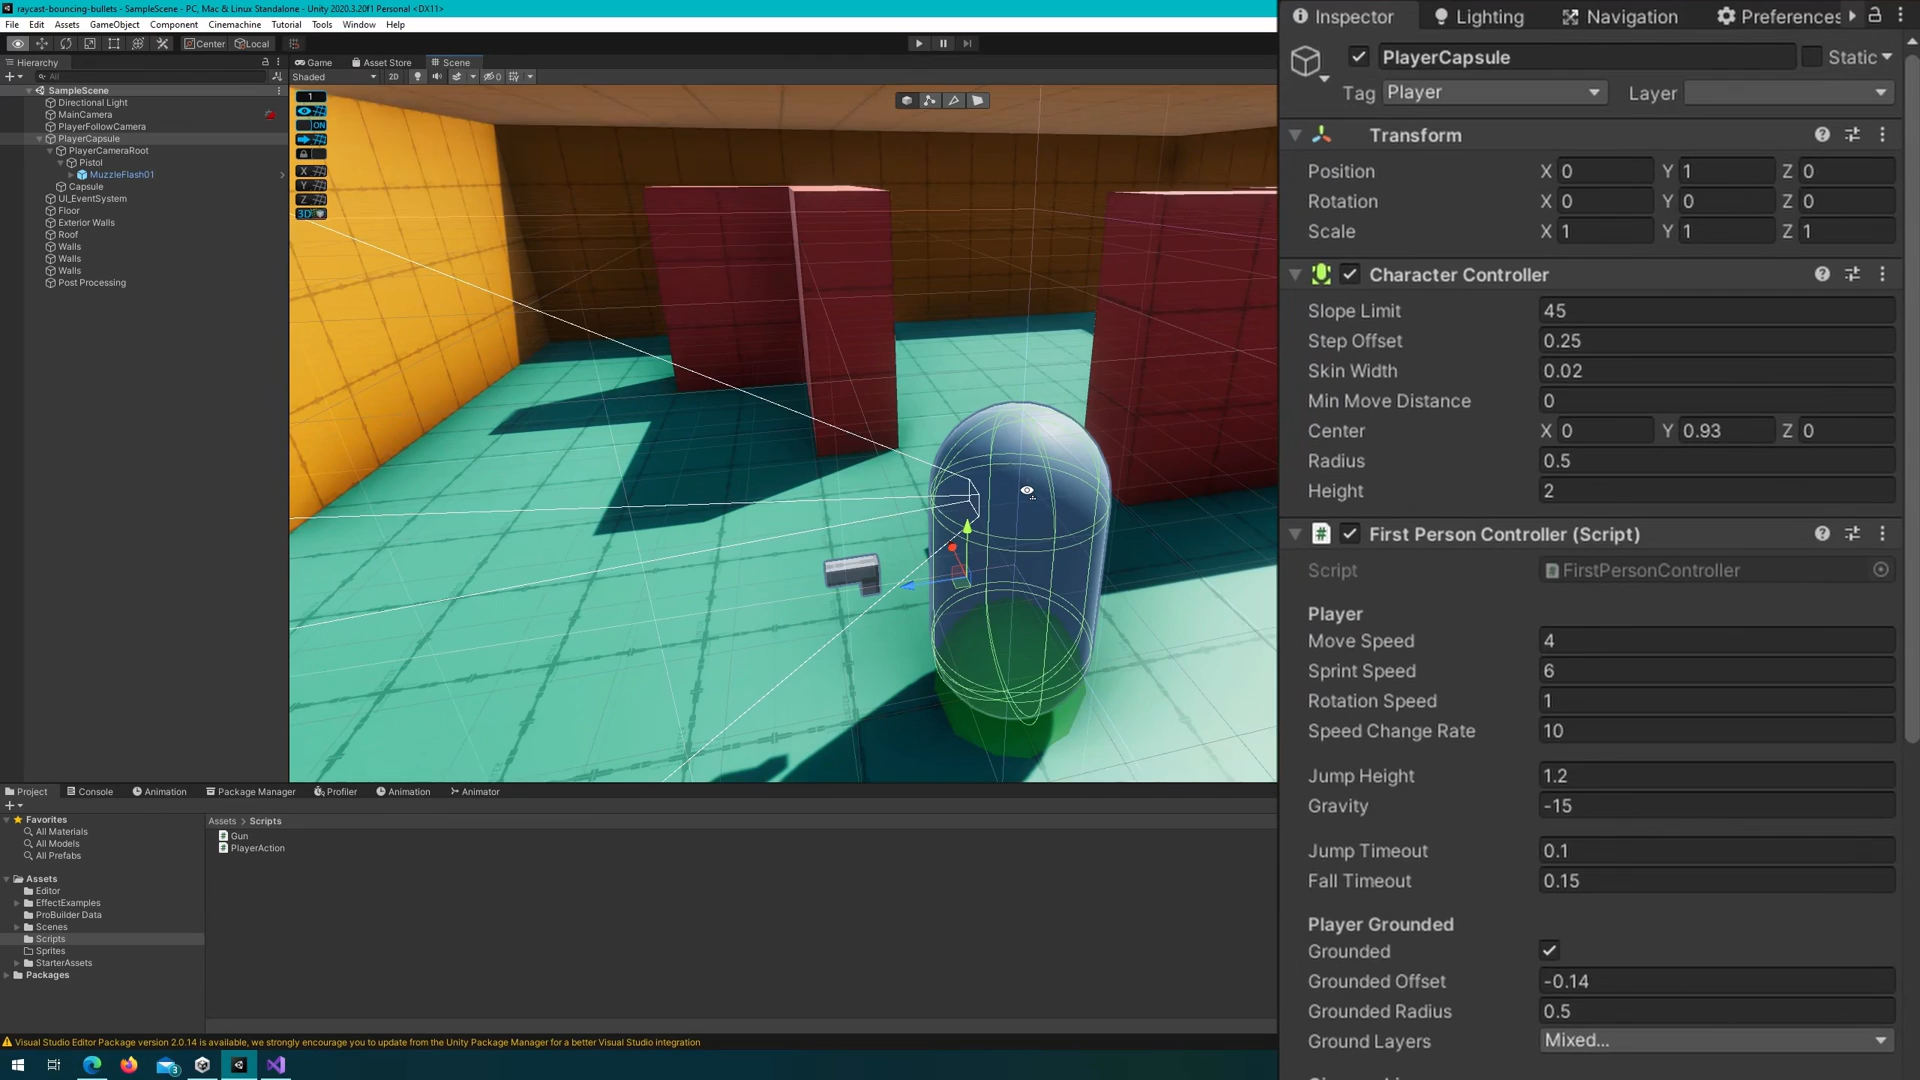 raycast-bouncing-bullets - SampleScene - PC, Mac & Linux Standalone - Unity 2020.3.20f1 Personal <DX11>
File Edit Assets GameObject Component Cinemachine Tutorial Tools Window Help
Center Local
Hierarchy
All
SampleScene
Directional Light
MainCamera
PlayerFollowCamera
PlayerCapsule
PlayerCameraRoot
Pistol
MuzzleFlash01
Capsule
UI_EventSystem
Floor
Exterior Walls
Roof
Walls
Walls
Walls
Post Processing
Game Asset Store Scene
Shaded 2D 0
1
ON
X
Y
Z
3D
Project Console Animation Package Manager Profiler Animation Animator
Favorites
All Materials
All Models
All Prefabs
Assets
Editor
EffectExamples
ProBuilder Data
Scenes
Scripts
Sprites
StarterAssets
Packages
Assets > Scripts
Gun
PlayerAction
Visual Studio Editor Package version 2.0.14 is available, we strongly encourage you to update from the Unity Package Manager for a better Visual Studio integration
3
Inspector Lighting Navigation Preferences
PlayerCapsule Static
Tag Player Layer
Transform
Position X 0 Y 1 Z 0
Rotation X 0 Y 0 Z 0
Scale X 1 Y 1 Z 1
Character Controller
Slope Limit 45
Step Offset 0.25
Skin Width 0.02
Min Move Distance 0
Center X 0 Y 0.93 Z 0
Radius 0.5
Height 2
# First Person Controller (Script)
Script # FirstPersonController
Player
Move Speed 4
Sprint Speed 6
Rotation Speed 1
Speed Change Rate 10
Jump Height 1.2
Gravity -15
Jump Timeout 0.1
Fall Timeout 0.15
Player Grounded
Grounded
Grounded Offset -0.14
Grounded Radius 0.5
Ground Layers Mixed...